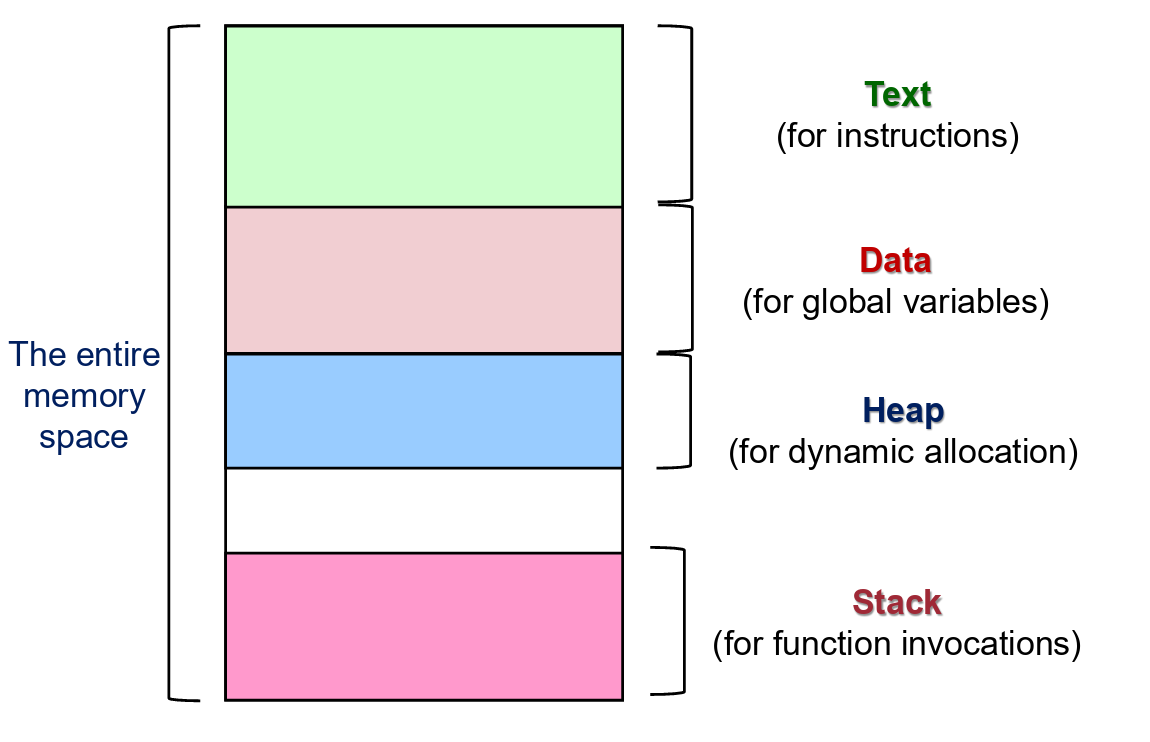 Text
(for instructions)
Data
(for global variables)
The entire
memory
space
Heap
(for dynamic allocation)
Stack
(for function invocations)